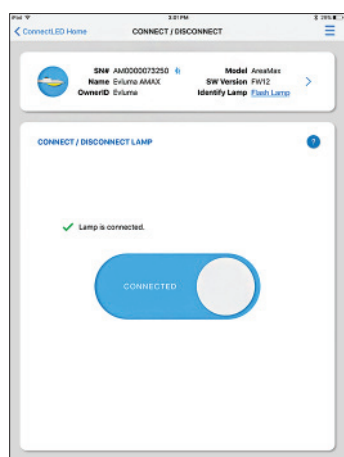 iPad 3:01 PM
ConnectLED Home CONNECT / DISCONNECT
SN# AM0000073250 Model AreaMax
Name Evluma AMAX SW Version FW12
OwnerID Evluma Identify Lamp Flash Lamp
CONNECT / DISCONNECT LAMP ?
Lamp is connected.
CONNECTED